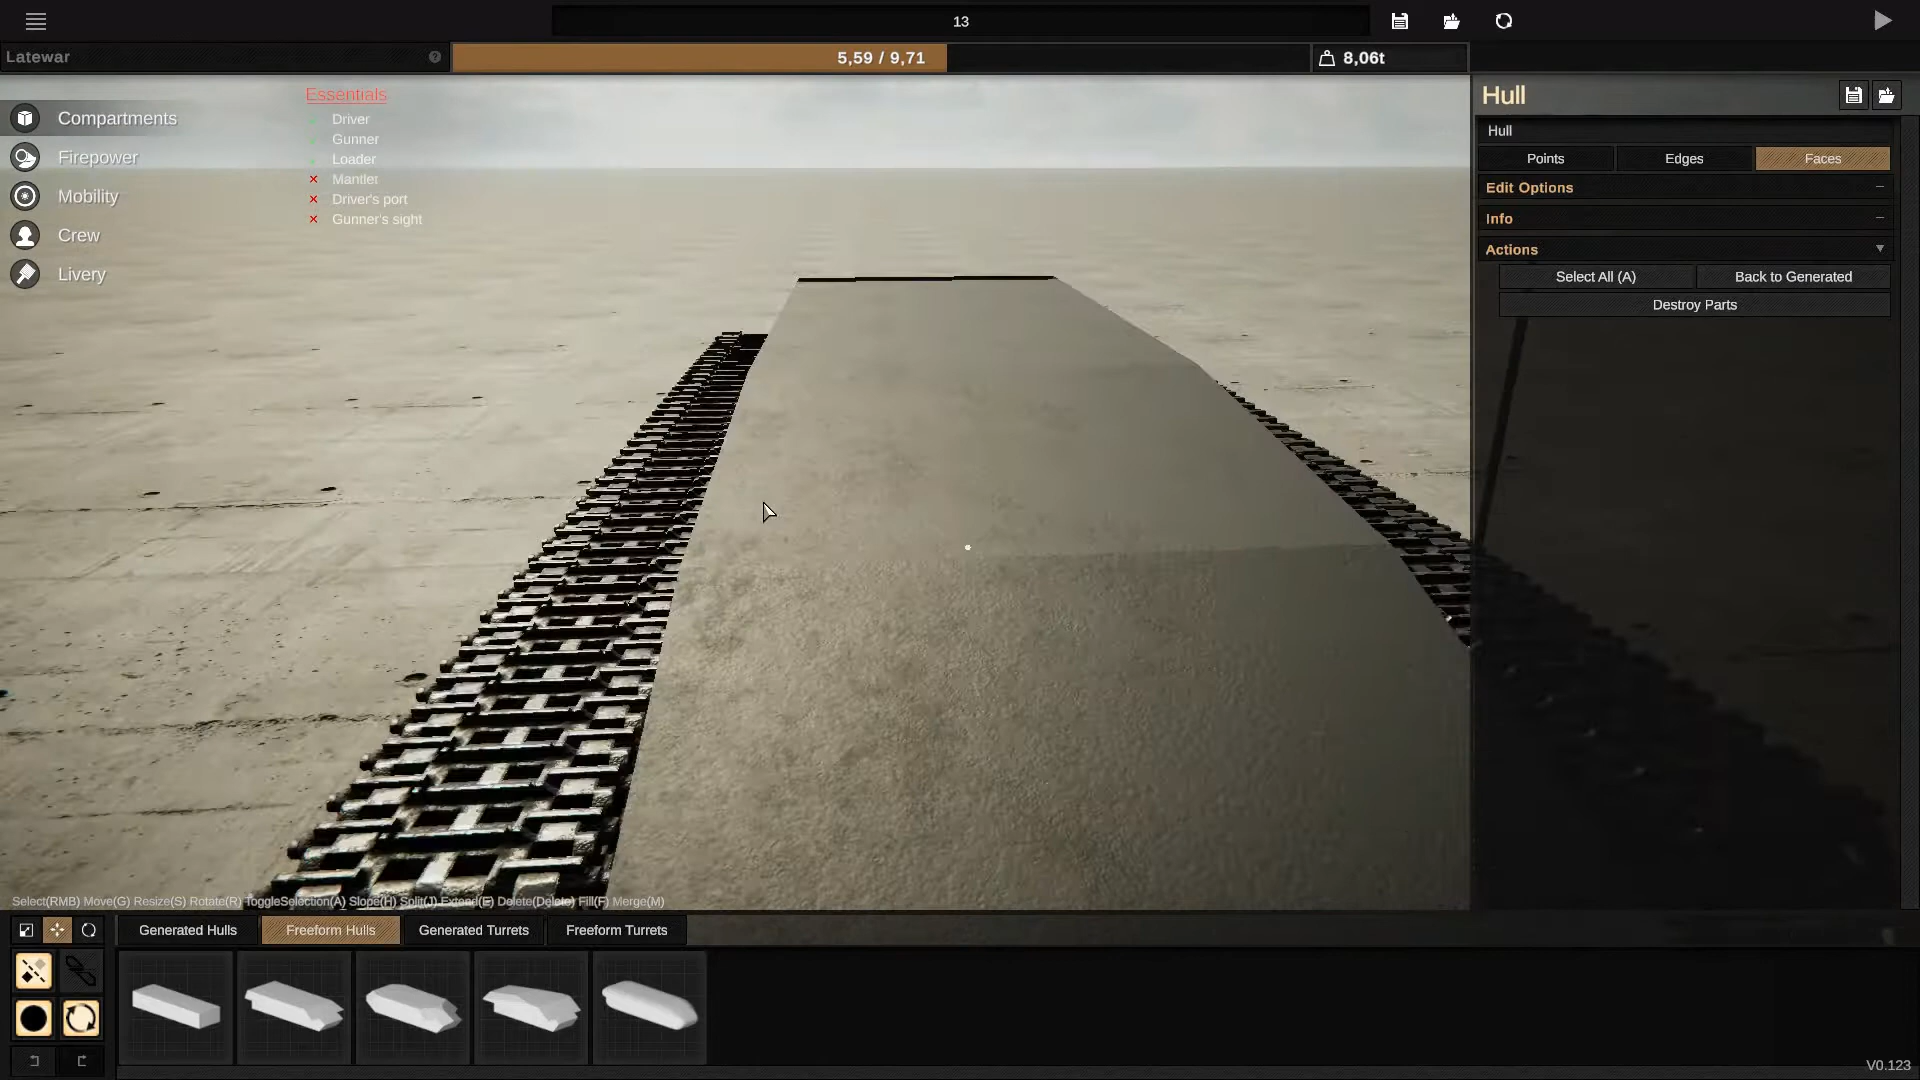 13
Latewar
5,59 / 9,71
8,06t
Compartments
Firepower
Mobility
Crew
Livery
Essentials
Driver
Gunner
Loader
Mantlet
Driver's port
Gunner's sight
Hull
Hull
Points Edges Faces
Edit Options
Info
Actions
Select All (A) Back to Generated
Destroy Parts
Select(RMB) Move(G) Resize(S) Rotate(R) ToggleSelection(A) Slope(H) Split(J) Extend(E) Delete(Delete) Fill(F) Merge(M)
Generated Hulls Freeform Hulls Generated Turrets Freeform Turrets
V0.123